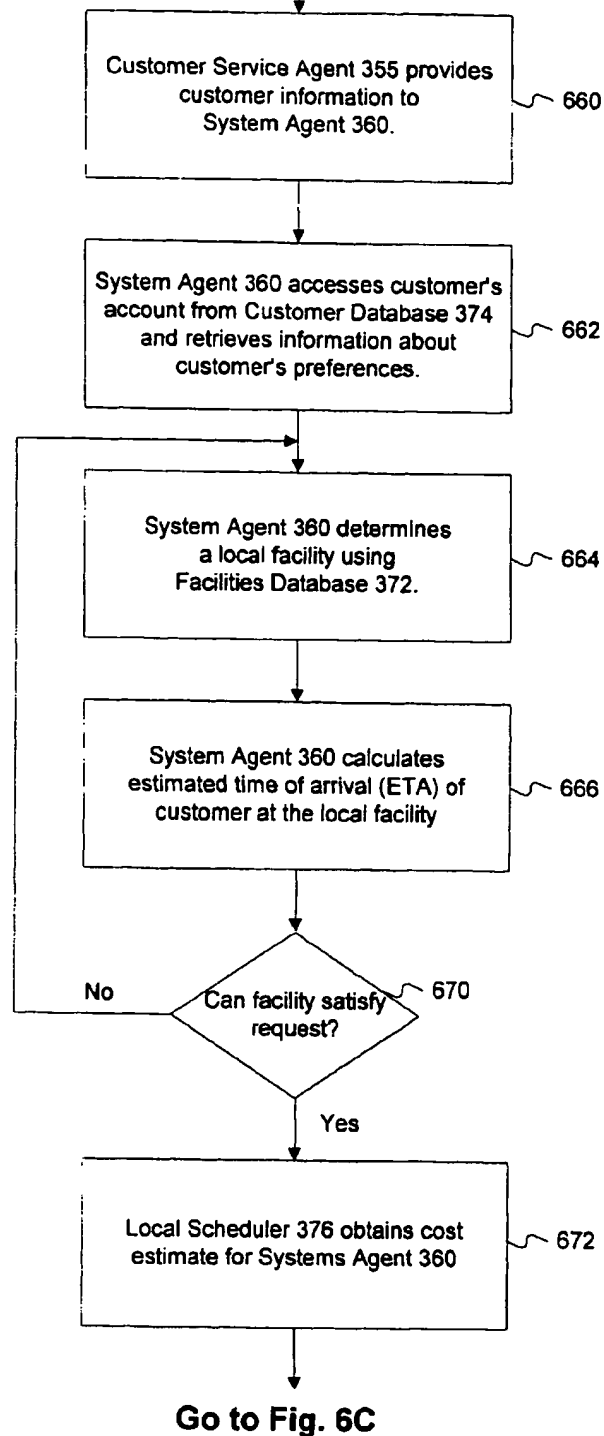 Customer Service Agent 355 provides
customer information to
System Agent 360.
660
System Agent 360 accesses customer's
account from Customer Database 374
and retrieves information about
customer's preferences.
662
System Agent 360 determines
a local facility using
Facilities Database 372.
664
System Agent 360 calculates
estimated time of arrival (ETA) of
customer at the local facility
666
No
Can facility satisfy
request?
670
Yes
Local Scheduler 376 obtains cost
estimate for Systems Agent 360
672
Go to Fig. 6C